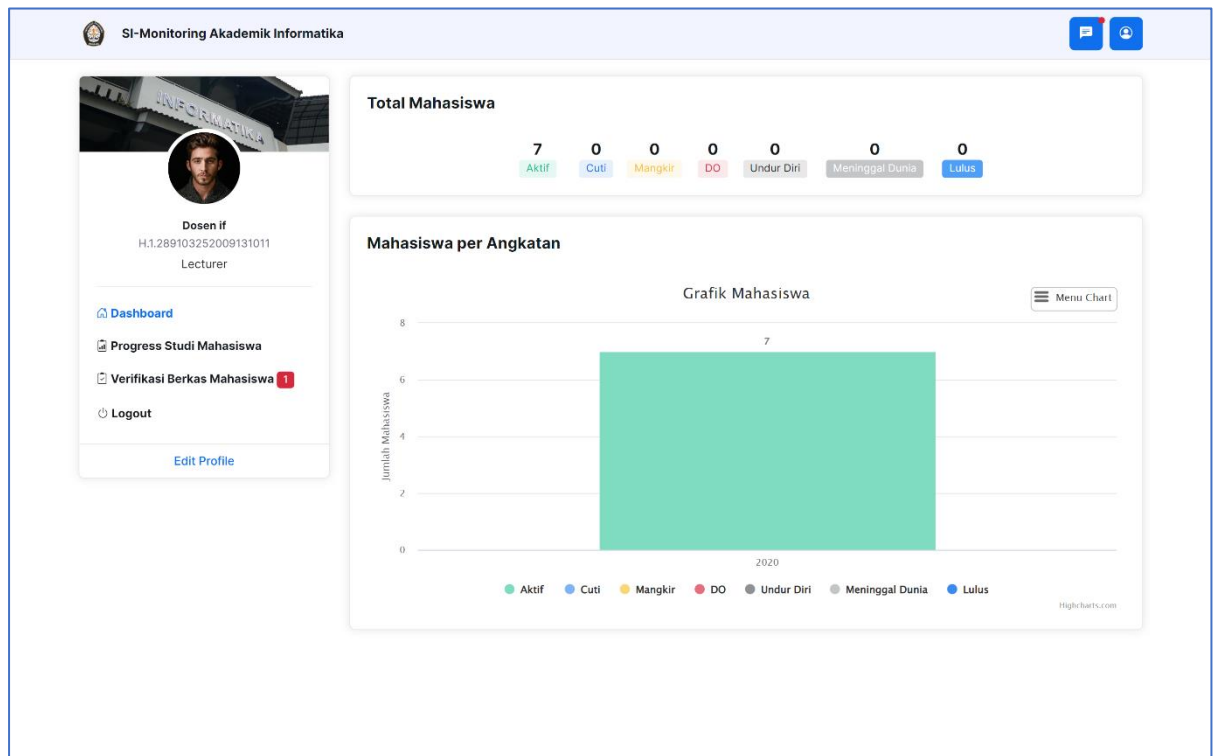 SI-Monitoring Akademik Informatika
INFORMATIKA
Dosen if
H.1.289103252009131011
Lecturer
Dashboard
Progress Studi Mahasiswa
Verifikasi Berkas Mahasiswa 1
Logout
Edit Profile
Total Mahasiswa
7 0 0 0 0 0 0
Aktif Cuti Mangkir DO Undur Diri Meninggal Dunia Lulus
Mahasiswa per Angkatan
Grafik Mahasiswa
Menu Chart
Jumlah Mahasiswa
8
7
6
4
2
0
2020
Aktif Cuti Mangkir DO Undur Diri Meninggal Dunia Lulus
Highcharts.com